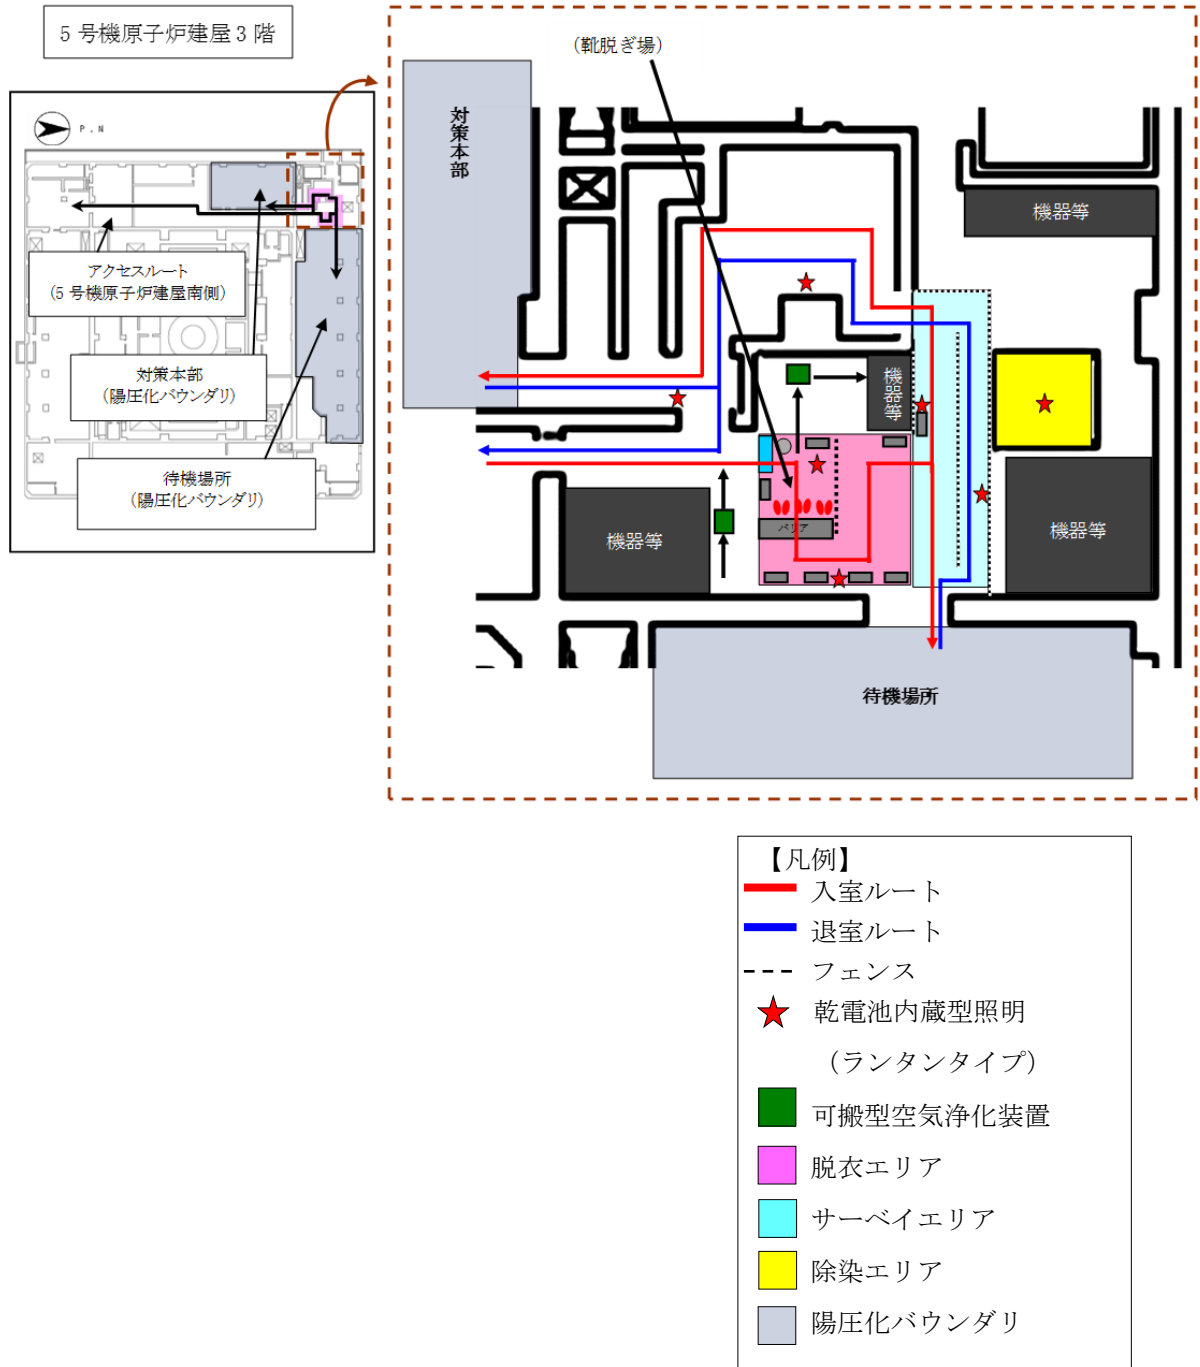 5号機原子炉建屋3階
P.N
アクセスルート
(5号機原子炉建屋南側)
対策本部
(陽圧化バウンダリ)
待機場所
(陽圧化バウンダリ)
(靴脱ぎ場)
対策本部
機器等
機器等
機器等
機器等
バリア
待機場所
【凡例】
入室ルート
退室ルート
フェンス
乾電池内蔵型照明
(ランタンタイプ)
可搬型空気浄化装置
脱衣エリア
サーベイエリア
除染エリア
陽圧化バウンダリ